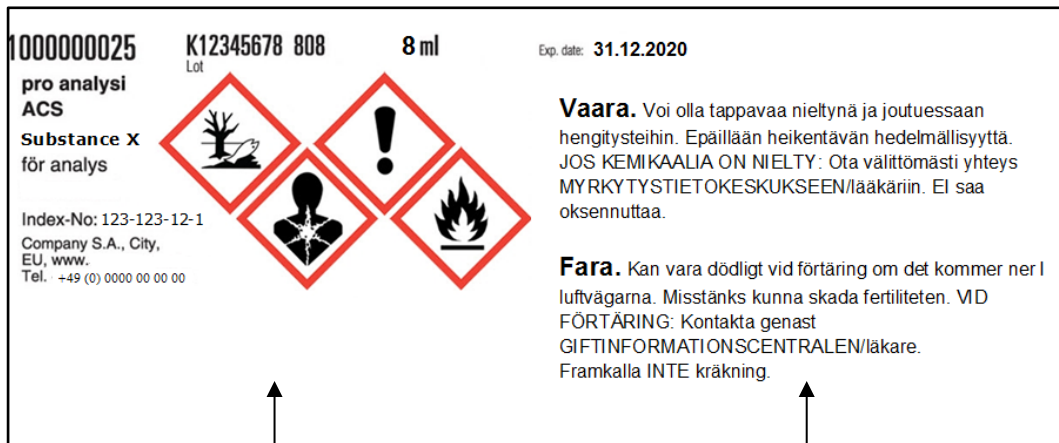 1000000025
K12345678 808
Lot
8 ml
Exp. date: 31.12.2020
pro analysi
ACS
Substance X
för analys
Index-No: 123-123-12-1
Company S.A., City,
EU, www.
Tel. +49 (0) 0000 00 00 00
Vaara. Voi olla tappavaa nieltynä ja joutuessaan
hengitysteihin. Epäillään heikentävän hedelmällisyyttä.
JOS KEMIKAALIA ON NIELTY: Ota välittömästi yhteys
MYRKYTYSTIETOKESKUKSEEN/lääkäriin. EI saa
oksennuttaa.
Fara. Kan vara dödligt vid förtäring om det kommer ner I
luftvägarna. Misstänks kunna skada fertiliteten. VID
FÖRTÄRING: Kontakta genast
GIFTINFORMATIONSCENTRALEN/läkare.
Framkalla INTE kräkning.